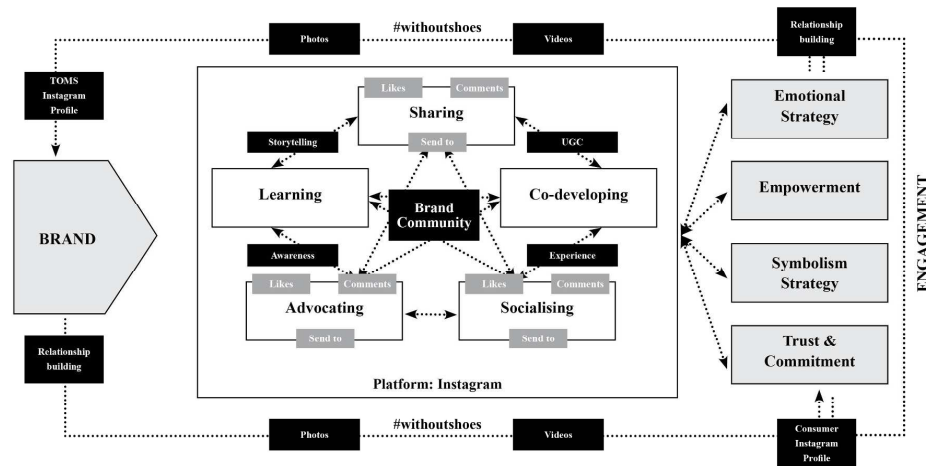 #withoutshoes
Photos
Videos
Relationship
building
TOMS
Instagram
Profile
BRAND
Relationship
building
Likes
Comments
Sharing
Send to
Storytelling
UGC
Learning
Brand
Community
Co-developing
Awareness
Experience
Likes
Comments
Advocating
Send to
Likes
Comments
Socialising
Send to
Platform: Instagram
Emotional
Strategy
Empowerment
Symbolism
Strategy
Trust &
Commitment
ENGAGEMENT
#withoutshoes
Photos
Videos
Consumer
Instagram
Profile